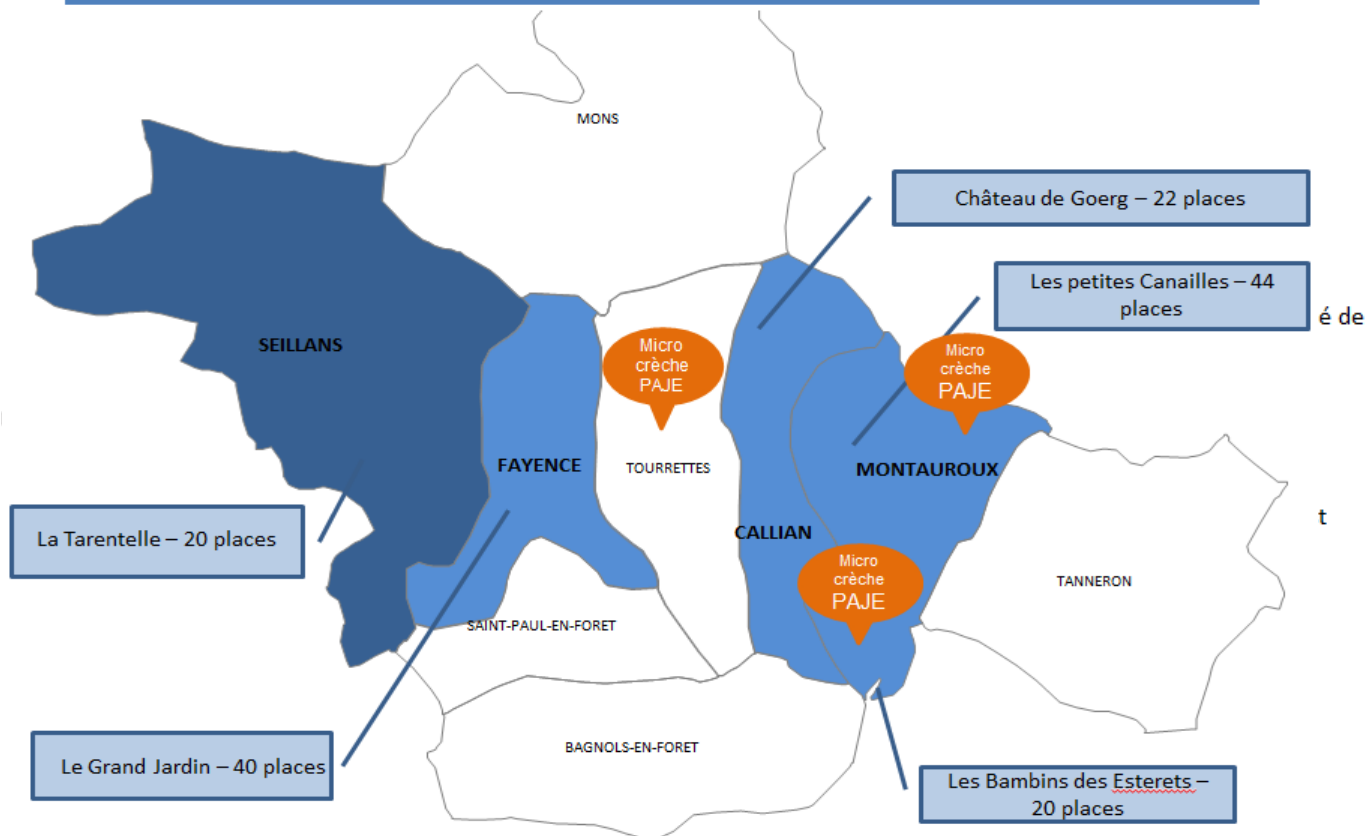 MONS
Château de Goerg – 22 places
Les petites Canailles – 44
places
é de
SEILLANS
Micro
crèche
PAJE
Micro
crèche
PAJE
FAYENCE
TOURRETTES
MONTAUROUX
La Tarentelle – 20 places
CALLIAN
t
Micro
crèche
PAJE
TANNERON
SAINT-PAUL-EN-FORET
BAGNOLS-EN-FORET
Le Grand Jardin – 40 places
Les Bambins des Esterets –
20 places